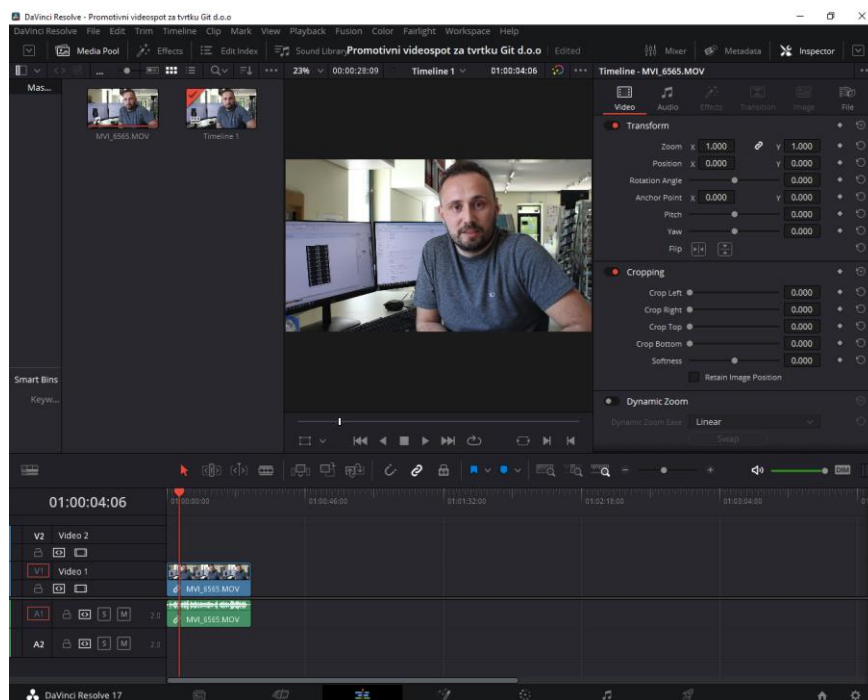 DaVinci Resolve - Promotivni videospot za tvrtku Git d.o.o
DaVinci Resolve File Edit Trim Timeline Clip Mark View Playback Fusion Color Fairlight Workspace Help
Media Pool Effects Edit Index Sound Library Promotivni videospot za tvrtku Git d.o.o Edited Mixer Metadata Inspector
... 23% 00:00:28:09 Timeline 1 01:00:04:06 ... Timeline - MVI_6565.MOV
Mas...
MVI_6565.MOV Timeline 1
Video Audio Effects Transition Image File
Transform
Zoom X 1.000 Y 1.000
Position X 0.000 Y 0.000
Rotation Angle 0.000
Anchor Point X 0.000 Y 0.000
Pitch 0.000
Yaw 0.000
Flip
Cropping
Crop Left 0.000
Crop Right 0.000
Crop Top 0.000
Crop Bottom 0.000
Softness 0.000
Retain Image Position
Smart Bins
Keyw...
Dynamic Zoom
Dynamic Zoom Ease Linear
Swap
DIM
01:00:04:06 01:00:00:00 01:00:46:00 01:01:32:00 01:02:18:00 01:03:04:00
V2 Video 2
V1 Video 1
MVI_6565.MOV
A1 S M 2.0 MVI_6565.MOV
A2 S M 2.0
DaVinci Resolve 17